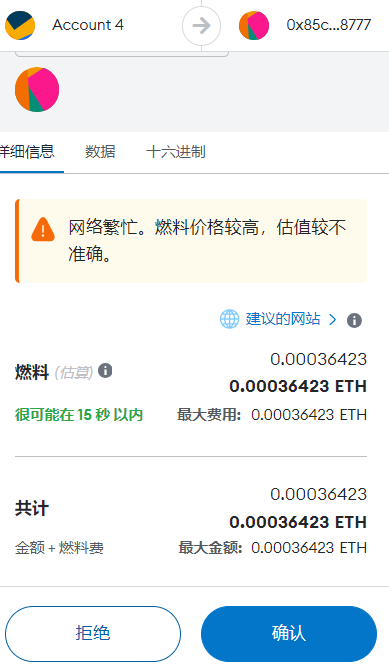 Account 4
0x85c...8777
详细信息
数据
十六进制
网络繁忙。燃料价格较高，估值较不
准确。
建议的网站
0.00036423
燃料 (估算)
0.00036423 ETH
很可能在 15 秒 以内
最大费用: 0.00036423 ETH
0.00036423
共计
0.00036423 ETH
金额 + 燃料费
最大金额: 0.00036423 ETH
拒绝
确认